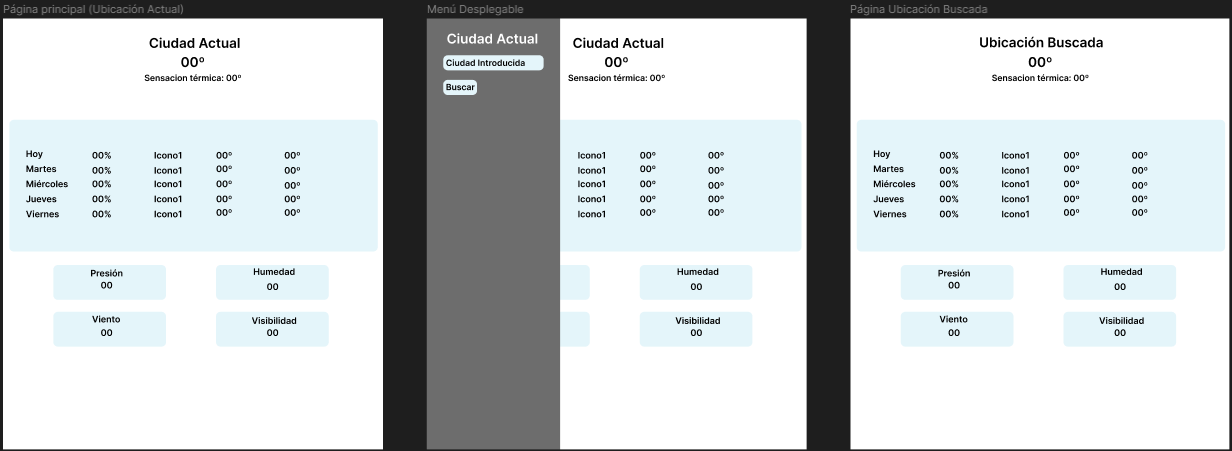 Página principal (Ubicación Actual)
Ciudad Actual
00º
Sensacion térmica: 00º
Hoy 00% Icono1 00º 00º
Martes 00% Icono1 00º 00º
Miércoles 00% Icono1 00º 00º
Jueves 00% Icono1 00º 00º
Viernes 00% Icono1 00º 00º
Presión
00
Humedad
00
Viento
00
Visibilidad
00
Menú Desplegable
Ciudad Actual
Ciudad Introducida
Buscar
Ciudad Actual
00º
Sensacion térmica: 00º
Icono1 00º 00º
Icono1 00º 00º
Icono1 00º 00º
Icono1 00º 00º
Icono1 00º 00º
Humedad
00
Visibilidad
00
Página Ubicación Buscada
Ubicación Buscada
00º
Sensacion térmica: 00º
Hoy 00% Icono1 00º 00º
Martes 00% Icono1 00º 00º
Miércoles 00% Icono1 00º 00º
Jueves 00% Icono1 00º 00º
Viernes 00% Icono1 00º 00º
Presión
00
Humedad
00
Viento
00
Visibilidad
00